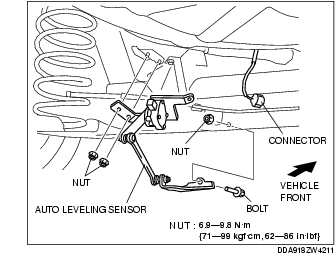 CONNECTOR
NUT
NUT
VEHICLE
FRONT
AUTO LEVELING SENSOR
BOLT
NUT : 6.9—9.8 N·m
{71—99 kgf·cm, 62—86 in·lbf}
DDA918ZW4211